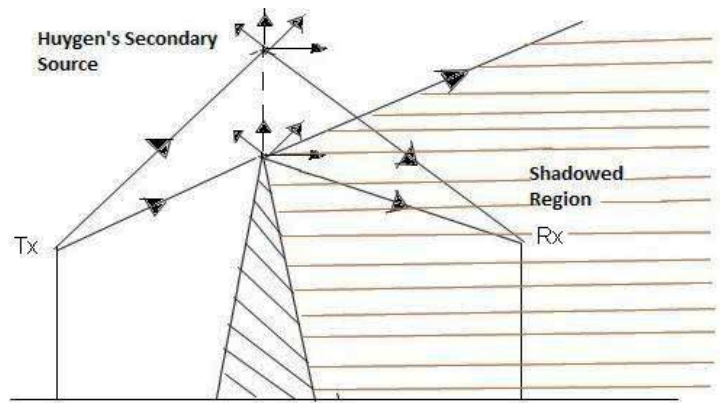 Huygen's Secondary
Source
Shadowed
Region
Tx
Rx